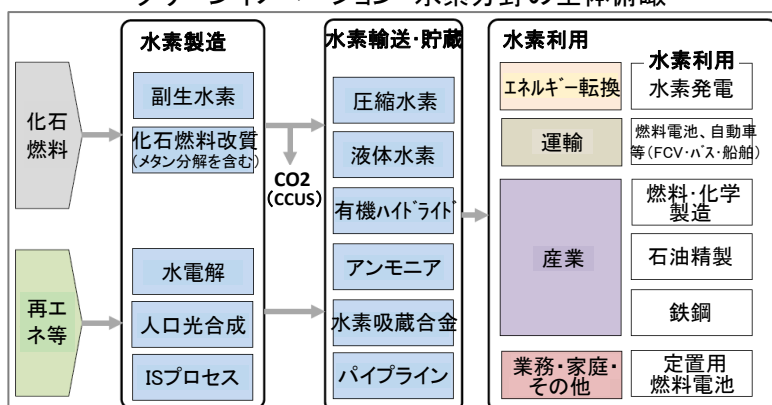 水素製造
水素輸送・貯蔵
水素利用
化石
燃料
副生水素
化石燃料改質
(メタン分解を含む)
CO2
(CCUS)
再エ
ネ等
水電解
人口光合成
ISプロセス
圧縮水素
液体水素
有機ハイドライド
アンモニア
水素吸蔵合金
パイプライン
エネルギー転換
水素利用
水素発電
運輸
燃料電池、自動車
等(FCV・バス・船舶)
産業
燃料・化学
製造
石油精製
鉄鋼
業務・家庭・
その他
定置用
燃料電池